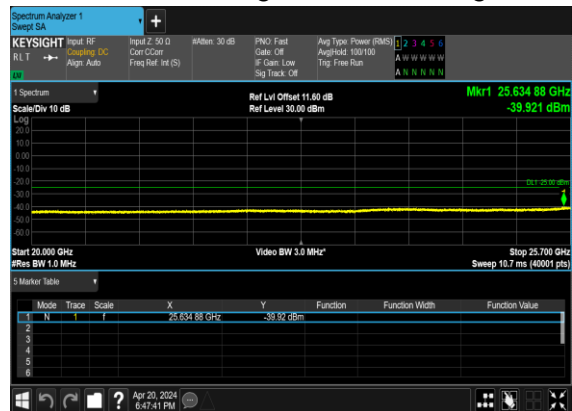 Spectrum Analyzer 1
Swept SA
+
KEYSIGHT Input: RF Input Z: 50 Ω #Atten: 30 dB PNO: Fast Avg Type: Power (RMS) 1 2 3 4 5 6
RLT Coupling: DC Corr CCorr Gate: Off Avg|Hold: 100/100 A W W W W W
Align: Auto Freq Ref: Int (S) IF Gain: Low Trig: Free Run
Sig Track: Off A N N N N N
1 Spectrum
Ref Lvl Offset 11.60 dB Mkr1 25.634 88 GHz
Scale/Div 10 dB Ref Level 30.00 dBm -39.921 dBm
Log
20.0
10.0
0.00
-10.0
-20.0
DL1 25.00 dBm
-30.0
1
-40.0
-50.0
-60.0
Start 20.000 GHz Video BW 3.0 MHz* Stop 25.700 GHz
#Res BW 1.0 MHz Sweep 10.7 ms (40001 pts)
5 Marker Table
Mode Trace Scale X Y Function Function Width Function Value
1 N 1 f 25.634 88 GHz -39.92 dBm
2
3
4
5
6
? Apr 20, 2024
6:47:41 PM